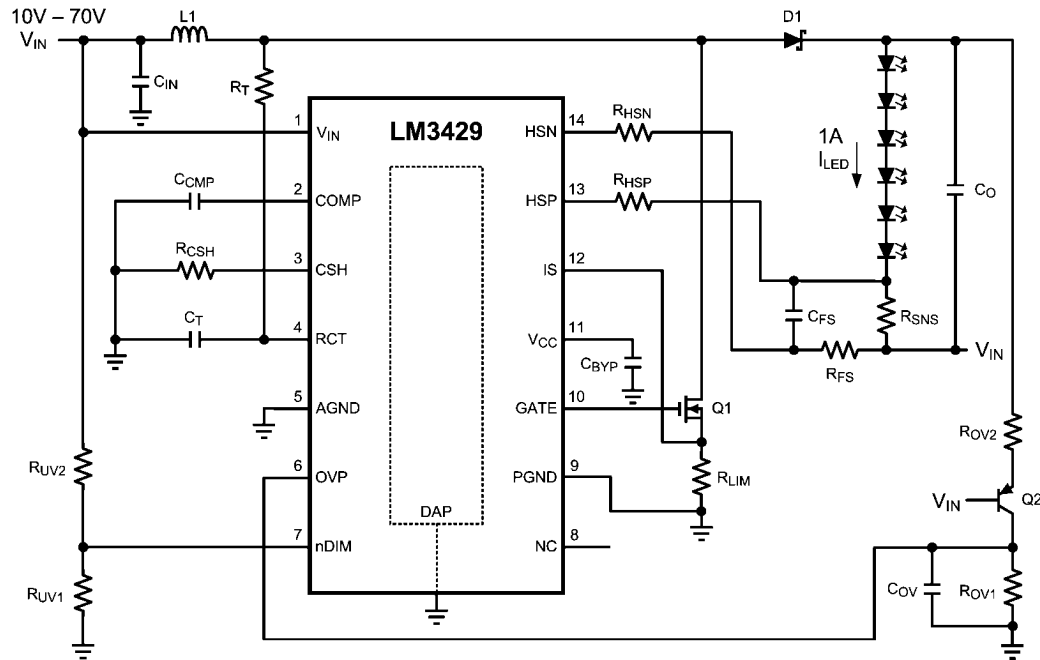 10V – 70V
VIN
L1
D1
CIN
RT
LM3429
1
VIN
HSN
14
RHSN
1A
ILED
CCMP
2
COMP
HSP
13
RHSP
CO
RCSH
3
CSH
IS
12
CT
4
RCT
VCC
11
CBYP
CFS
RSNS
RFS
VIN
5
AGND
GATE
10
Q1
RUV2
6
OVP
PGND
9
RLIM
ROV2
DAP
VIN
Q2
7
nDIM
NC
8
RUV1
COV
ROV1